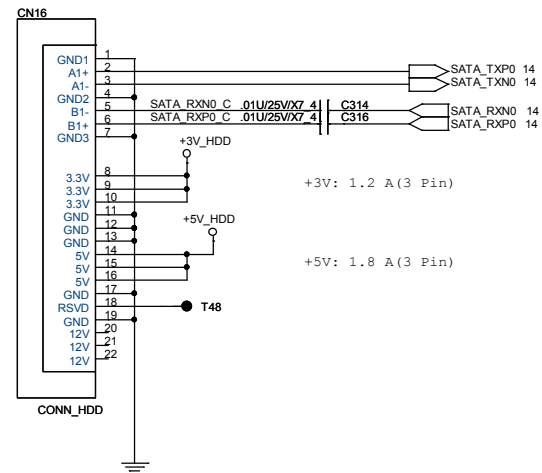 CN16
GND1 1
A1+ 2 SATA_TXP0 14
A1- 3 SATA_TXN0 14
GND2 4
B1- 5 SATA_RXN0_C .01U/25V/X7_4 C314 SATA_RXN0 14
B1+ 6 SATA_RXP0_C .01U/25V/X7_4 C316 SATA_RXP0 14
GND3 7
+3V_HDD
3.3V 8
3.3V 9
3.3V 10
+3V: 1.2 A(3 Pin)
GND 11
GND 12
GND 13
+5V_HDD
5V 14
5V 15
5V 16
+5V: 1.8 A(3 Pin)
GND 17
RSVD 18 T48
GND 19
12V 20
12V 21
12V 22
CONN_HDD